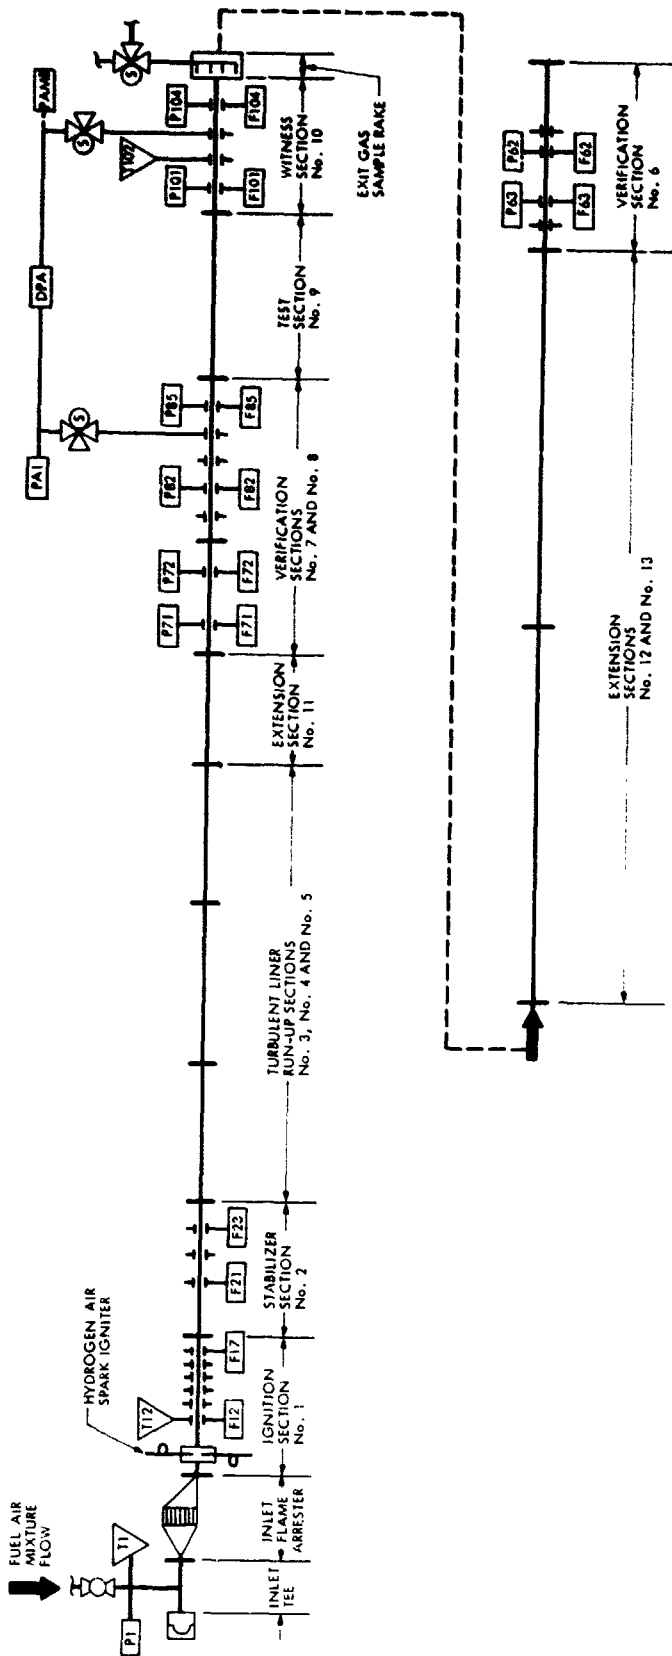 FUEL AIR
MIXTURE
FLOW
P1
T1
INLET
TEE
INLET
FLAME
ARRESTER
HYDROGEN AIR
SPARK IGNITER
T12
F12
F17
IGNITION
SECTION
No. 1
F21
F23
STABILIZER
SECTION
No. 2
TURBULENT LINER
RUN-UP SECTIONS
No. 3, No. 4 AND No. 5
EXTENSION
SECTION
No. 11
P71
P72
P82
P85
F71
F72
F82
F85
VERIFICATION
SECTIONS
No. 7 AND No. 8
PA1
S
DPA
S
TEST
SECTION
No. 9
P101
T102
P104
F101
F104
S
WITNESS
SECTION
No. 10
EXIT GAS
SAMPLE RAKE
EXTENSION
SECTIONS
No. 12 AND No. 13
P63
P62
F63
F62
VERIFICATION
SECTION
No. 6